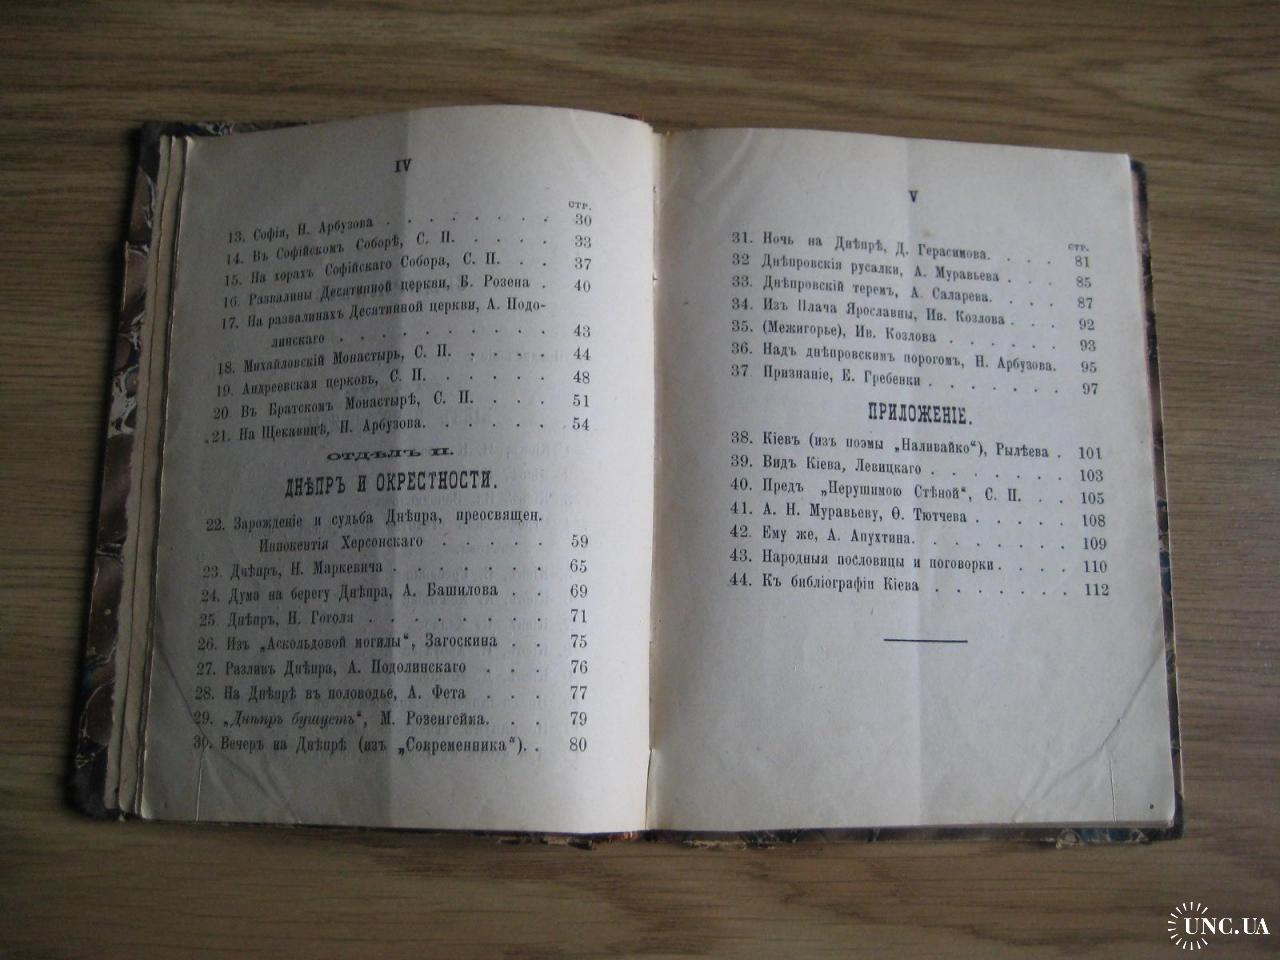 IV
СТР.
13. Софія, Н. Арбузова . . . . . . . . 30
14. Въ Софійскомъ Соборѣ, С. П. . . . . 33
15. На хорахъ Софійскаго Собора, С. П. . . 37
16. Развалины Десятинной церкви, Б. Розена . 40
17. На развалинахъ Десятинной церкви, А. Подо-
линскаго . . . . . . . . . 43
18. Михайловскій Монастырь, С. П. . . . . 44
19. Андреевская церковь, С. П. . . . . . 48
20. Въ Братскомъ Монастырѣ, С. П. . . . 51
21. На Щекавицѣ, Н. Арбузова. . . . . . 54
ОТДѢЛЪ II.
ДНѢПРЪ И ОКРЕСТНОСТИ.
22. Зарожденіе и судьба Днѣпра, преосвящен.
Иннокентія Херсонскаго . . . . . 59
23. Днѣпръ, Н. Маркевича . . . . . . . 65
24. Дума на берегу Днѣпра, А. Башилова . . 69
25. Днѣпръ, Н. Гоголя . . . . . . . . 71
26. Изъ „Аскольдовой могилы“, Загоскина . . 75
27. Разливъ Днѣпра, А. Подолинскаго . . . 76
28. На Днѣпрѣ въ половодье, А. Фета . . . 77
29. „Днѣпръ бушуетъ“, М. Розенгейма. . . 79
30. Вечеръ на Днѣпрѣ (изъ „Современника“). . 80
V
СТР.
31. Ночь на Днѣпрѣ, Д. Герасимова. . . . 81
32 Днѣпровскія русалки, А. Муравьева . . . 85
33. Днѣпровскій теремъ, А. Саларева. . . . 87
34. Изъ Плача Ярославны, Ив. Козлова . . . 92
35. (Межигорье), Ив. Козлова . . . . . . 93
36. Надъ днѣпровскимъ порогомъ, Н. Арбузова. 95
37. Признаніе, Е. Гребенки . . . . . . . 97
ПРИЛОЖЕНІЕ.
38. Кіевъ (изъ поэмы „Наливайко“), Рылѣева . 101
39. Видъ Кіева, Левицкаго . . . . . . . 103
40. Предъ „Нерушимою Стѣной“, С. П. . . 105
41. А. Н. Муравьеву, Ѳ. Тютчева . . . . . 108
42. Ему же, А. Апухтина. . . . . . . . 109
43. Народныя пословицы и поговорки . . . . 110
44. Къ библіографіи Кіева . . . . . . . 112
UNC.UA